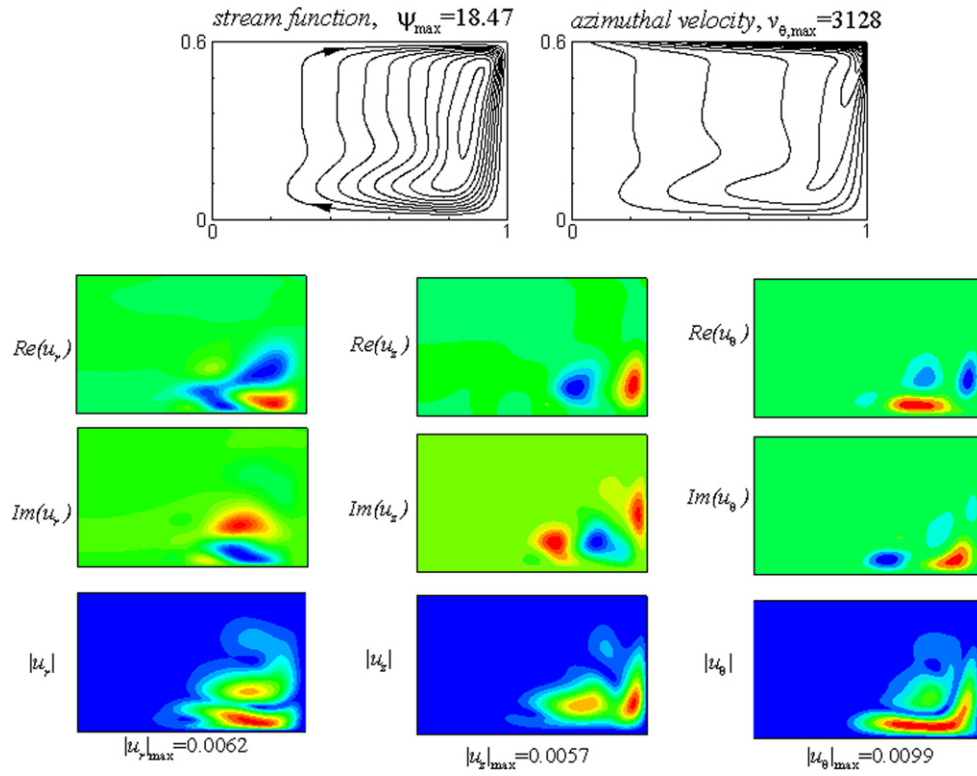 stream function, Ψmax=18.47
azimuthal velocity, vθ,max=3128
0.6
0
0
1
0.6
0
0
1
Re(ur)
Re(uz)
Re(uθ)
Im(ur)
Im(uz)
Im(uθ)
|ur|
|uz|
|uθ|
|ur|max=0.0062
|uz|max=0.0057
|uθ|max=0.0099